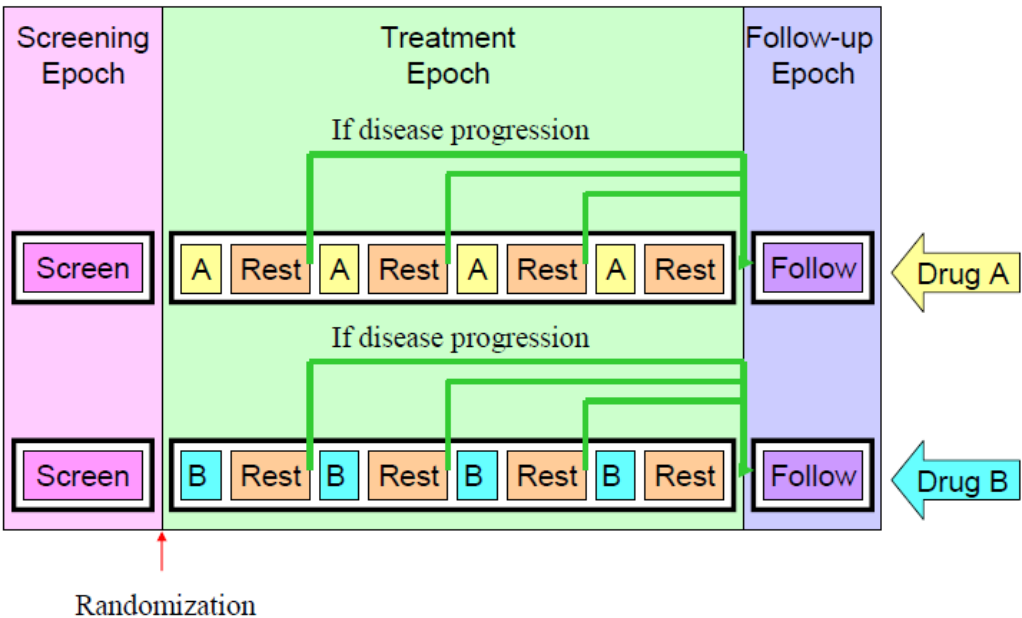 Screening
Epoch
Treatment
Epoch
Follow-up
Epoch
If disease progression
Screen
A Rest A Rest A Rest A Rest
Follow
Drug A
If disease progression
Screen
B Rest B Rest B Rest B Rest
Follow
Drug B
Randomization